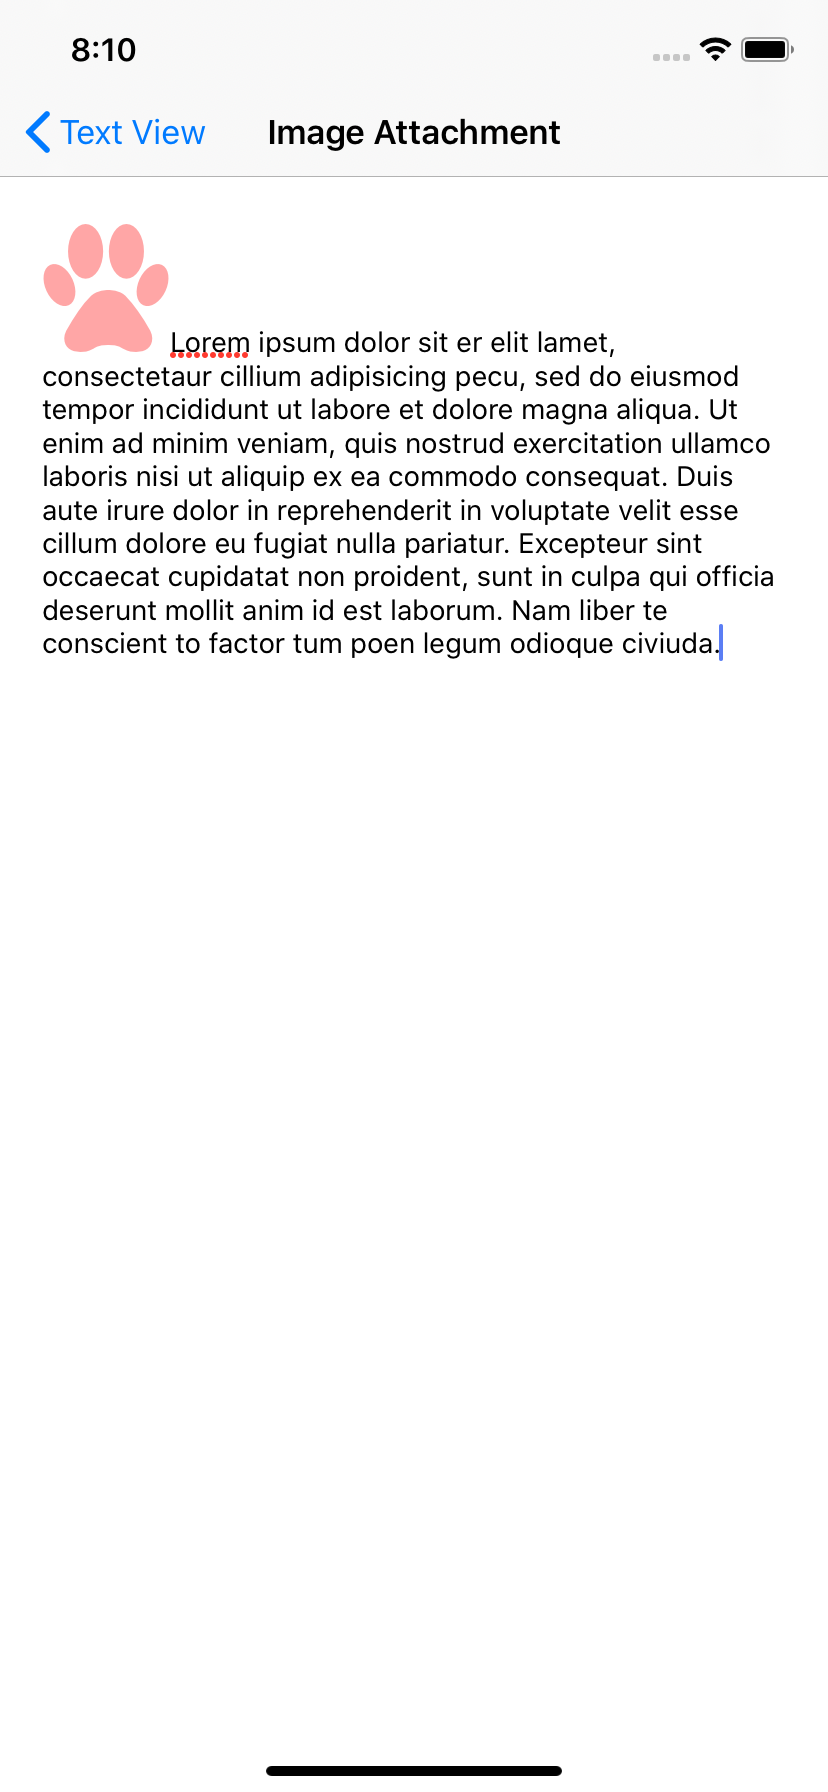 8:10
Text View
Image Attachment
Lorem ipsum dolor sit er elit lamet,
consectetaur cillium adipisicing pecu, sed do eiusmod
tempor incididunt ut labore et dolore magna aliqua. Ut
enim ad minim veniam, quis nostrud exercitation ullamco
laboris nisi ut aliquip ex ea commodo consequat. Duis
aute irure dolor in reprehenderit in voluptate velit esse
cillum dolore eu fugiat nulla pariatur. Excepteur sint
occaecat cupidatat non proident, sunt in culpa qui officia
deserunt mollit anim id est laborum. Nam liber te
conscient to factor tum poen legum odioque civiuda.